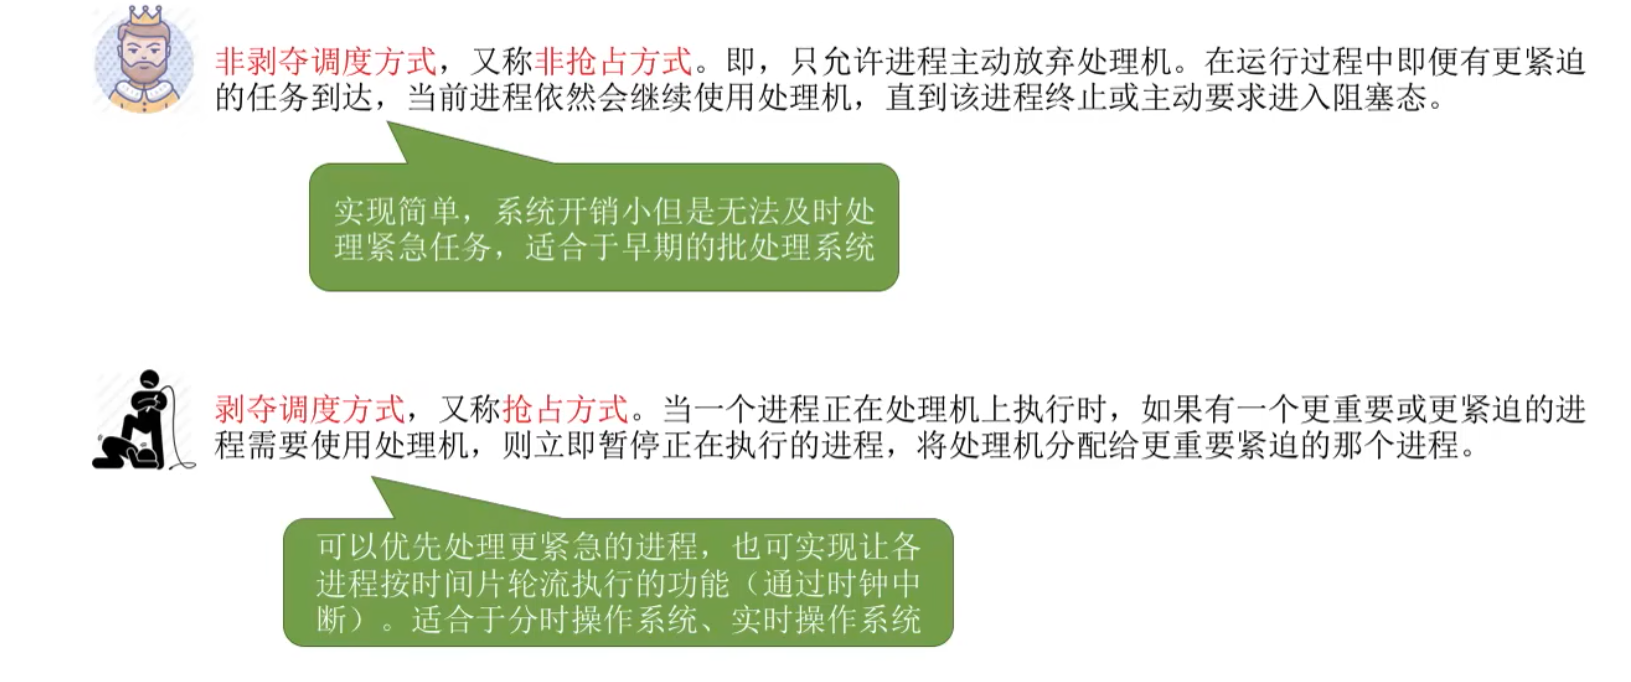 非剥夺调度方式，又称非抢占方式。即，只允许进程主动放弃处理机。在运行过程中即便有更紧迫
的任务到达，当前进程依然会继续使用处理机，直到该进程终止或主动要求进入阻塞态。
实现简单，系统开销小但是无法及时处
理紧急任务，适合于早期的批处理系统
剥夺调度方式，又称抢占方式。当一个进程正在处理机上执行时，如果有一个更重要或更紧迫的进
程需要使用处理机，则立即暂停正在执行的进程，将处理机分配给更重要紧迫的那个进程。
可以优先处理更紧急的进程，也可实现让各
进程按时间片轮流执行的功能（通过时钟中
断）。适合于分时操作系统、实时操作系统